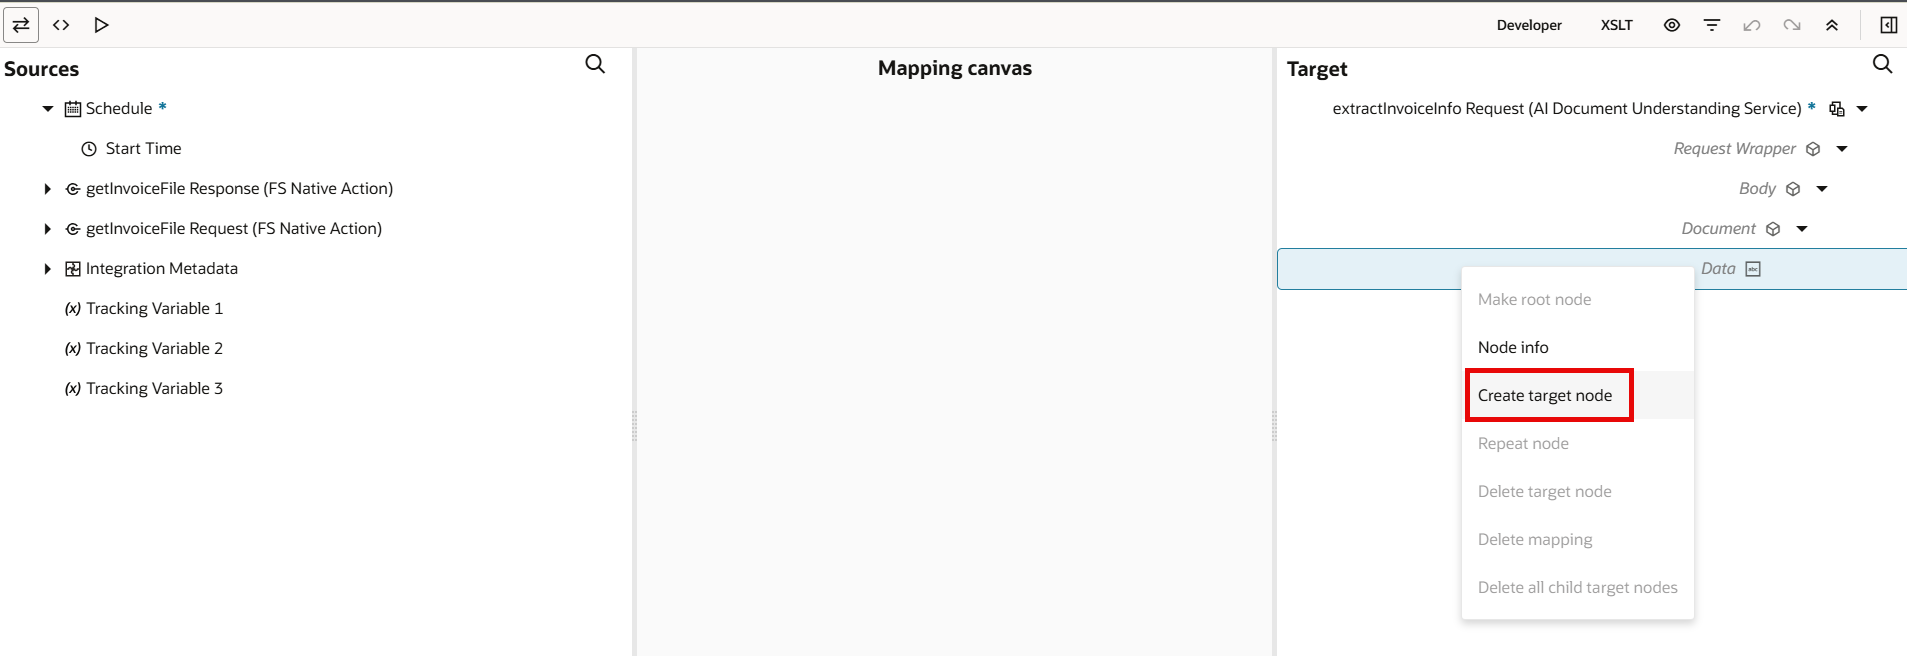 Developer XSLT
Sources
Mapping canvas
Target
Schedule *
Start Time
getInvoiceFile Response (FS Native Action)
getInvoiceFile Request (FS Native Action)
Integration Metadata
(x) Tracking Variable 1
(x) Tracking Variable 2
(x) Tracking Variable 3
extractInvoiceInfo Request (AI Document Understanding Service) *
Request Wrapper
Body
Document
Data abc
Make root node
Node info
Create target node
Repeat node
Delete target node
Delete mapping
Delete all child target nodes